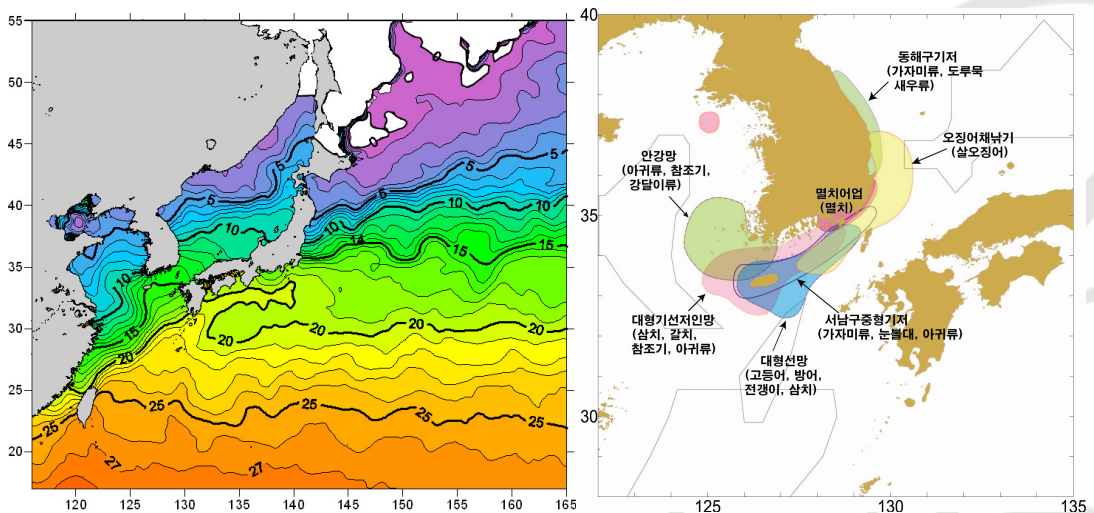 55
50
45
40
35
30
25
20
120
125
130
135
140
145
150
155
160
165
0
5
5
5
10
10
10
10
14
15
15
15
20
20
20
20
25
25
25
25
27
27
40
35
30
125
130
135
동해구기저
(가자미류, 도루묵
새우류)
오징어채낚기
(살오징어)
안강망
(아귀류, 참조기,
강달이류)
멸치어업
(멸치)
대형기선저인망
(삼치, 갈치,
참조기, 아귀류)
서남구중형기저
(가자미류, 눈볼대, 아귀류)
대형선망
(고등어, 방어,
전갱이, 삼치)